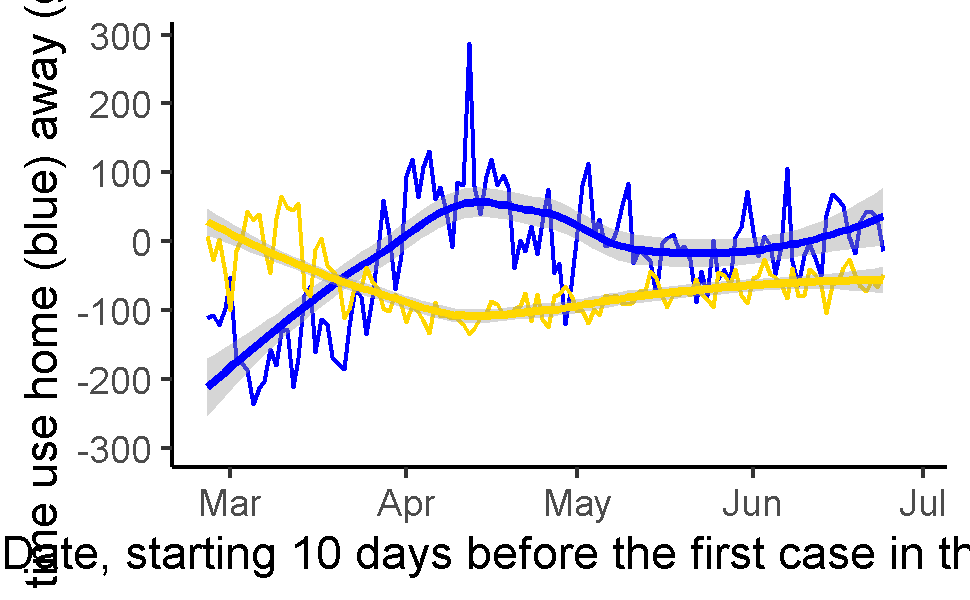 time use home (blue) away (
300
200
100
0
-100
-200
-300
Mar Apr May Jun Jul
Date, starting 10 days before the first case in th